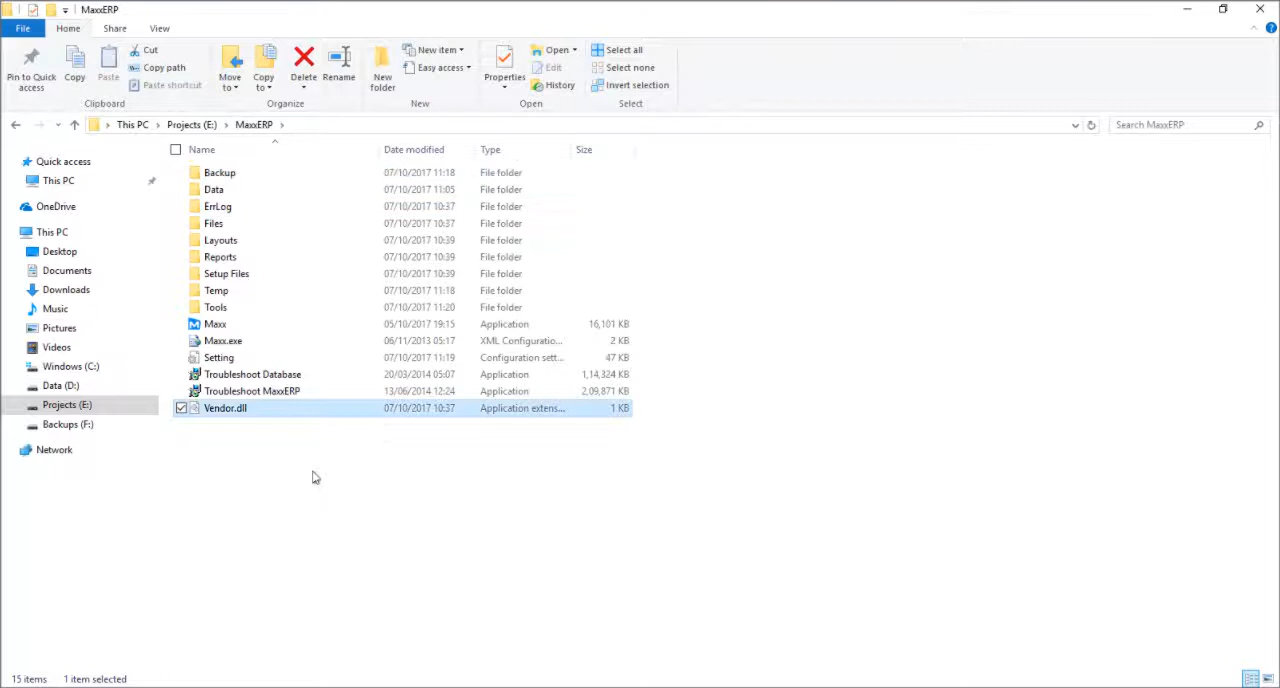 MaxxERP
File Home Share View
Pin to Quick access
Copy
Paste
Cut
Copy path
Paste shortcut
Clipboard
Move to
Copy to
Delete
Rename
Organize
New folder
New item
Easy access
New
Properties
Open
Edit
History
Open
Select all
Select none
Invert selection
Select
This PC Projects (E:) MaxxERP
Search MaxxERP
Quick access
This PC
OneDrive
This PC
Desktop
Documents
Downloads
Music
Pictures
Videos
Windows (C:)
Data (D:)
Projects (E:)
Backups (F:)
Network
Name Date modified Type Size
Backup 07/10/2017 11:18 File folder
Data 07/10/2017 11:05 File folder
ErrLog 07/10/2017 10:37 File folder
Files 07/10/2017 10:37 File folder
Layouts 07/10/2017 10:39 File folder
Reports 07/10/2017 10:39 File folder
Setup Files 07/10/2017 10:39 File folder
Temp 07/10/2017 11:18 File folder
Tools 07/10/2017 11:20 File folder
Maxx 05/10/2017 19:15 Application 16,101 KB
Maxx.exe 06/11/2013 05:17 XML Configuratio... 2 KB
Setting 07/10/2017 11:19 Configuration sett... 47 KB
Troubleshoot Database 20/03/2014 05:07 Application 1,14,324 KB
Troubleshoot MaxxERP 13/06/2014 12:24 Application 2,09,871 KB
Vendor.dll 07/10/2017 10:37 Application extens... 1 KB
15 items 1 item selected